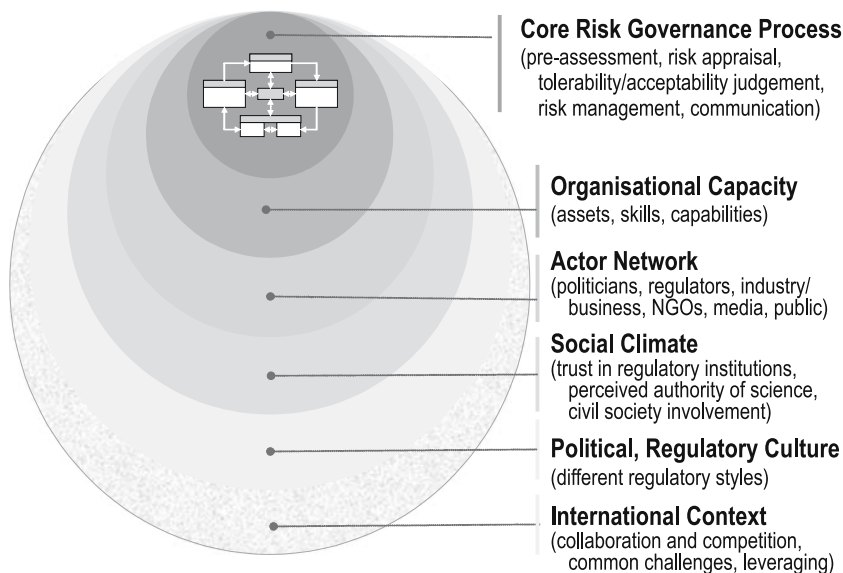 Core Risk Governance Process
(pre-assessment, risk appraisal,
tolerability/acceptability judgement,
risk management, communication)
Organisational Capacity
(assets, skills, capabilities)
Actor Network
(politicians, regulators, industry/
business, NGOs, media, public)
Social Climate
(trust in regulatory institutions,
perceived authority of science,
civil society involvement)
Political, Regulatory Culture
(different regulatory styles)
International Context
(collaboration and competition,
common challenges, leveraging)